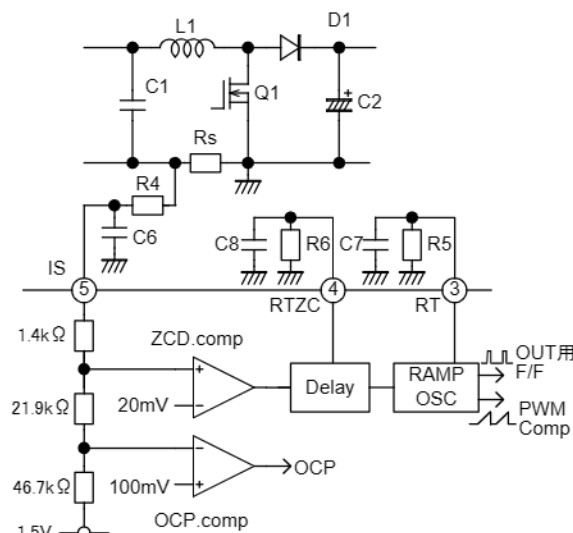 L1
D1
C1
Q1
C2
Rs
R4
C6
C8
R6
C7
R5
IS
5
RTZC
4
3
RT
1.4kΩ
ZCD.comp
+
20mV
−
Delay
RAMP
OSC
OUT用
F/F
PWM
Comp
21.9kΩ
−
100mV
+
OCP
46.7kΩ
OCP.comp
1.5V